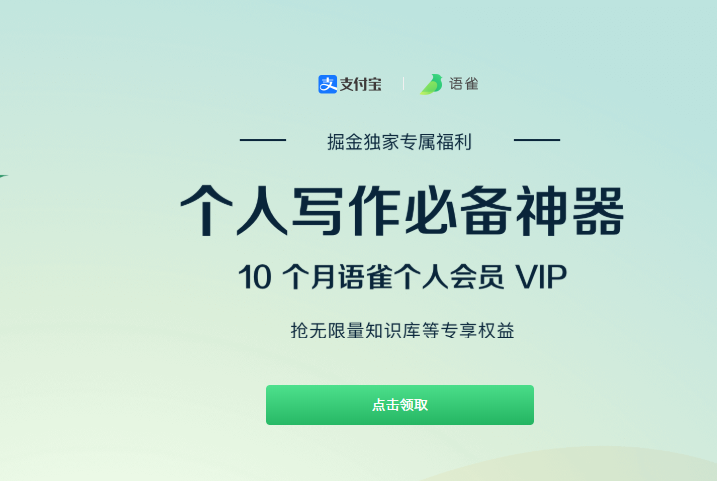 支付宝 语雀
掘金独家专属福利
个人写作必备神器
10 个月语雀个人会员 VIP
抢无限量知识库等专享权益
点击领取